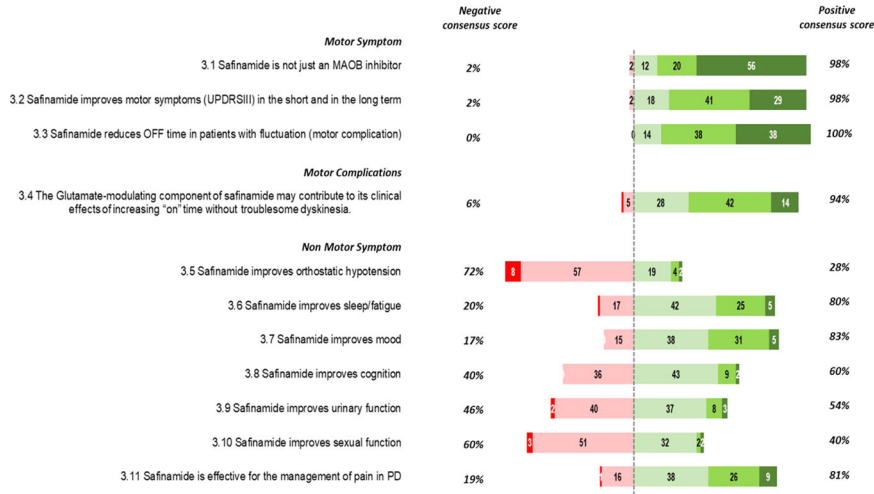 Negative
consensus score
Positive
consensus score
Motor Symptom
3.1 Safinamide is not just an MAOB inhibitor 2% 2 12 20 56 98%
3.2 Safinamide improves motor symptoms (UPDRSIII) in the short and in the long term 2% 2 18 41 29 98%
3.3 Safinamide reduces OFF time in patients with fluctuation (motor complication) 0% 0 14 38 38 100%
Motor Complications
3.4 The Glutamate-modulating component of safinamide may contribute to its clinical
effects of increasing “on” time without troublesome dyskinesia. 6% 5 28 42 14 94%
Non Motor Symptom
3.5 Safinamide improves orthostatic hypotension 72% 8 57 19 4 2 28%
3.6 Safinamide improves sleep/fatigue 20% 17 42 25 5 80%
3.7 Safinamide improves mood 17% 15 38 31 5 83%
3.8 Safinamide improves cognition 40% 36 43 9 2 60%
3.9 Safinamide improves urinary function 46% 2 40 37 8 3 54%
3.10 Safinamide improves sexual function 60% 3 51 32 2 2 40%
3.11 Safinamide is effective for the management of pain in PD 19% 16 38 26 9 81%